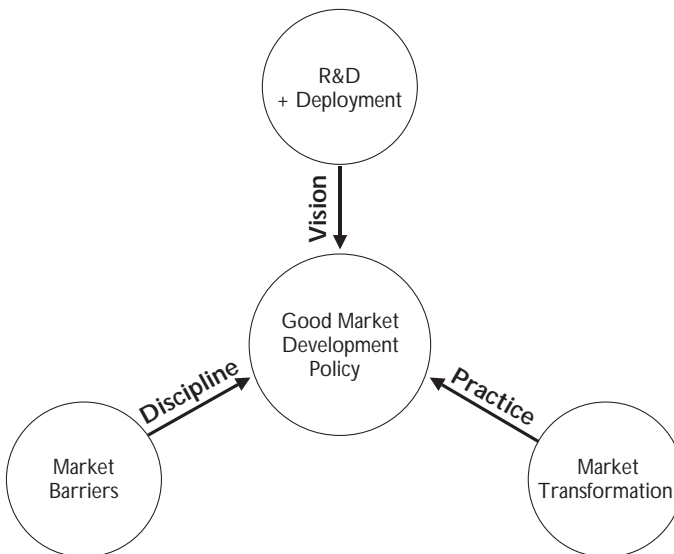 R&D
+ Deployment
Vision
Good Market
Development
Policy
Discipline
Practice
Market
Barriers
Market
Transformation